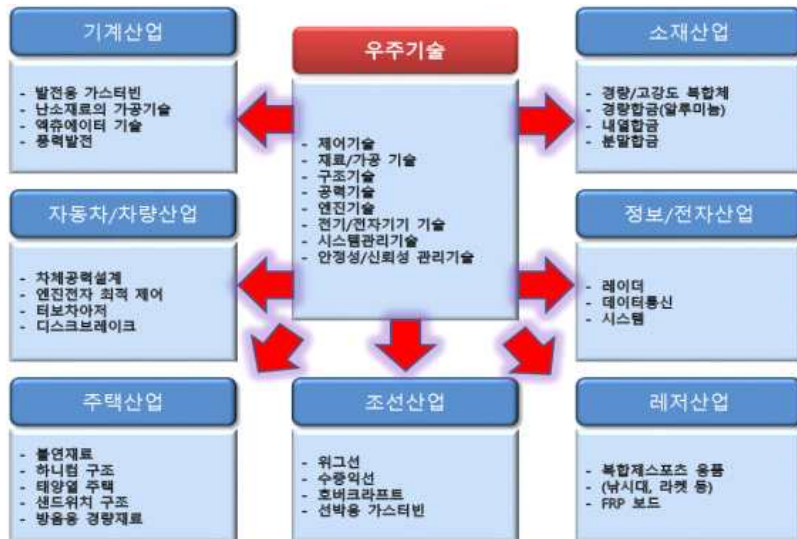 기계산업
- 발전용 가스터빈
- 난소재료의 가공기술
- 액츄에이터 기술
- 풍력발전
우주기술
- 제어기술
- 재료/가공 기술
- 구조기술
- 공력기술
- 엔진기술
- 전기/전자기기 기술
- 시스템관리기술
- 안정성/신뢰성 관리기술
소재산업
- 경량/고강도 복합체
- 경량합금(알루미늄)
- 내열합금
- 분말합금
자동차/차량산업
- 차체공력설계
- 엔진전자 최적 제어
- 터보차아저
- 디스크브레이크
정보/전자산업
- 레이더
- 데이터통신
- 시스템
주택산업
- 불연재료
- 하니컴 구조
- 태양열 주택
- 샌드위치 구조
- 방음용 경량재료
조선산업
- 위그선
- 수중익선
- 호버크라프트
- 선박용 가스터빈
레저산업
- 복합제스포츠 용품
- (낚시대, 라켓 등)
- FRP 보드